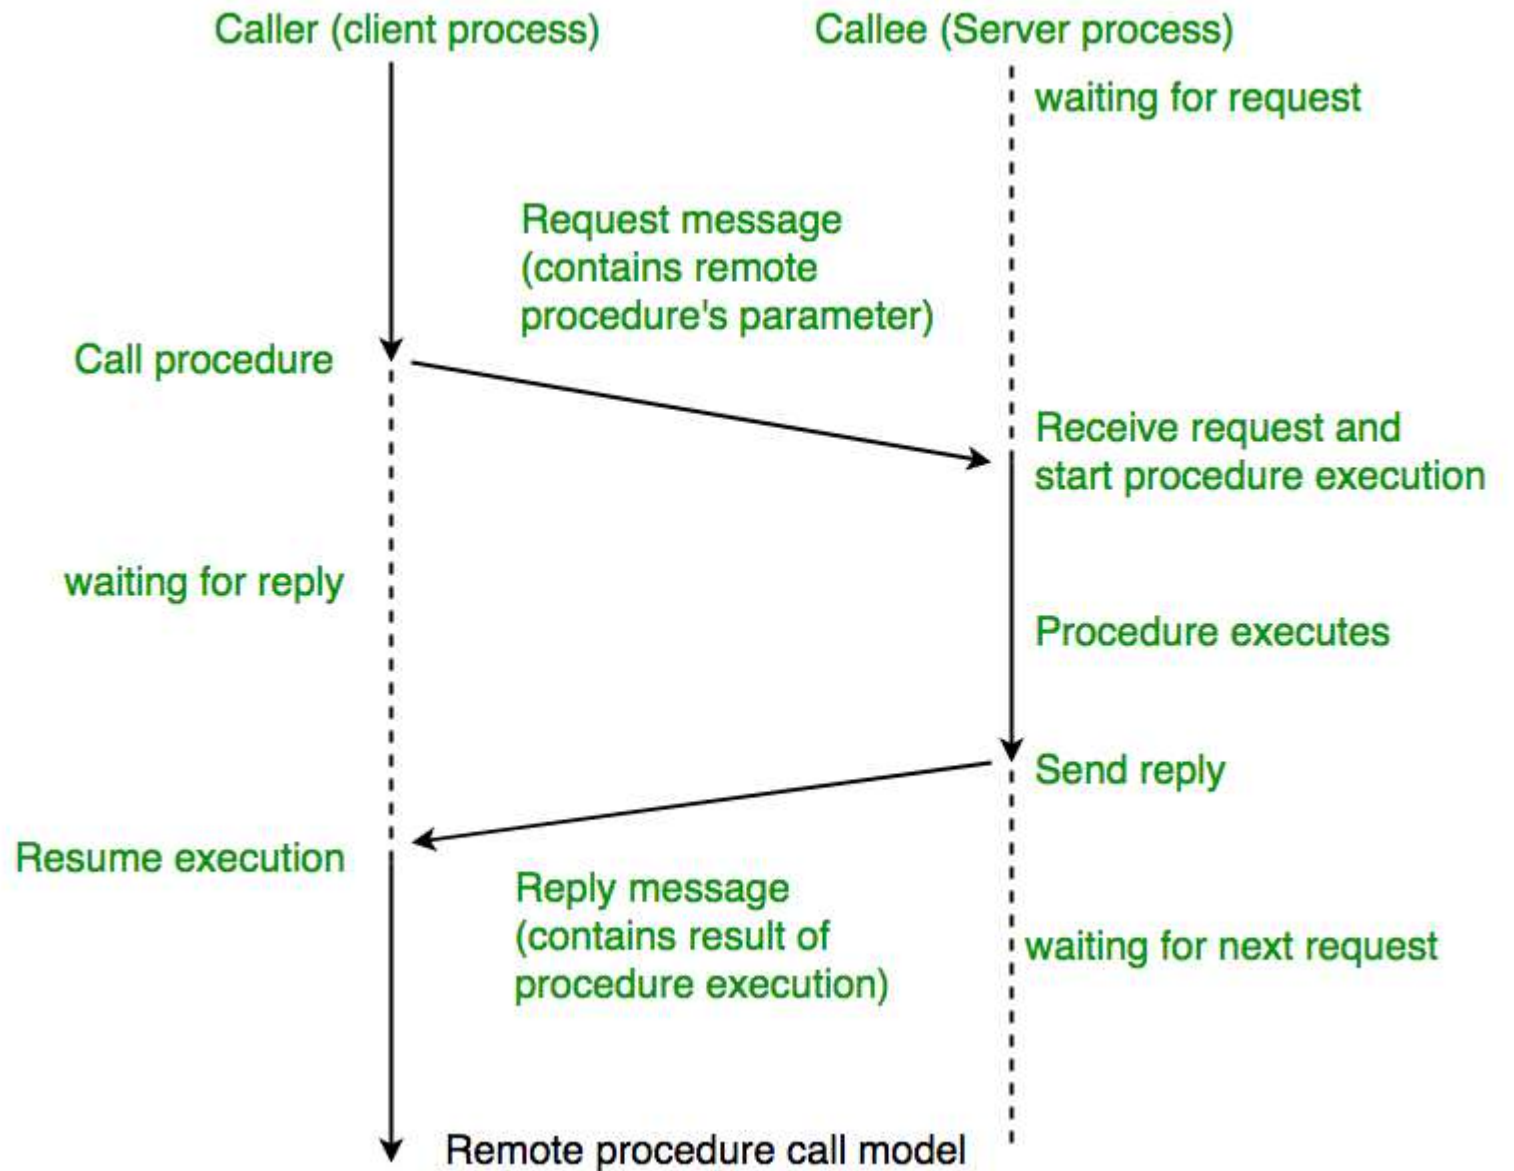 Caller (client process)
Callee (Server process)
waiting for request
Request message
(contains remote
procedure's parameter)
Call procedure
Receive request and
start procedure execution
waiting for reply
Procedure executes
Send reply
Resume execution
Reply message
(contains result of
procedure execution)
waiting for next request
Remote procedure call model